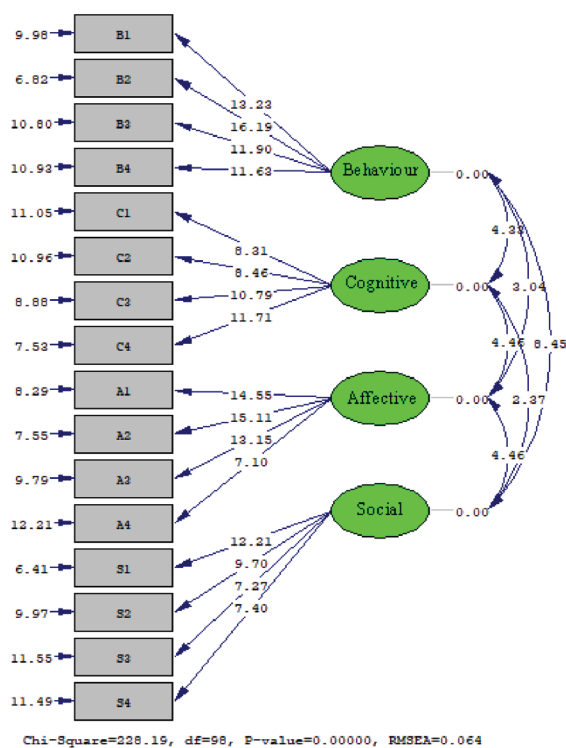 9.98 B1
6.82 B2
13.23
10.80 B3
16.19
11.90
10.93 B4 11.63 Behaviour 0.00
11.05 C1
4.33
8.31
10.96 C2
8.46
10.79 Cognitive 0.00 3.04
8.88 C3
11.71
7.53 C4 4.46 8.45
8.29 A1 14.55 Affective 0.00 2.37
15.11
7.55 A2 13.15
4.46
7.10
9.79 A3
Social 0.00
12.21 A4
12.21
6.41 S1 9.70
7.27
7.40
9.97 S2
11.55 S3
11.49 S4
Chi-Square=228.19, df=98, P-value=0.00000, RMSEA=0.064